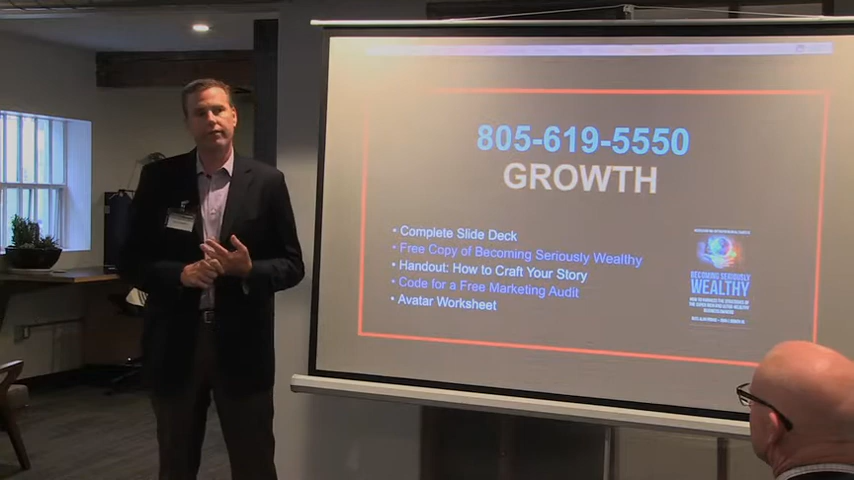 805-619-5550
GROWTH
• Complete Slide Deck
• Free Copy of Becoming Seriously Wealthy
• Handout: How to Craft Your Story
• Code for a Free Marketing Audit
• Avatar Worksheet
BECOMING SERIOUSLY
WEALTHY